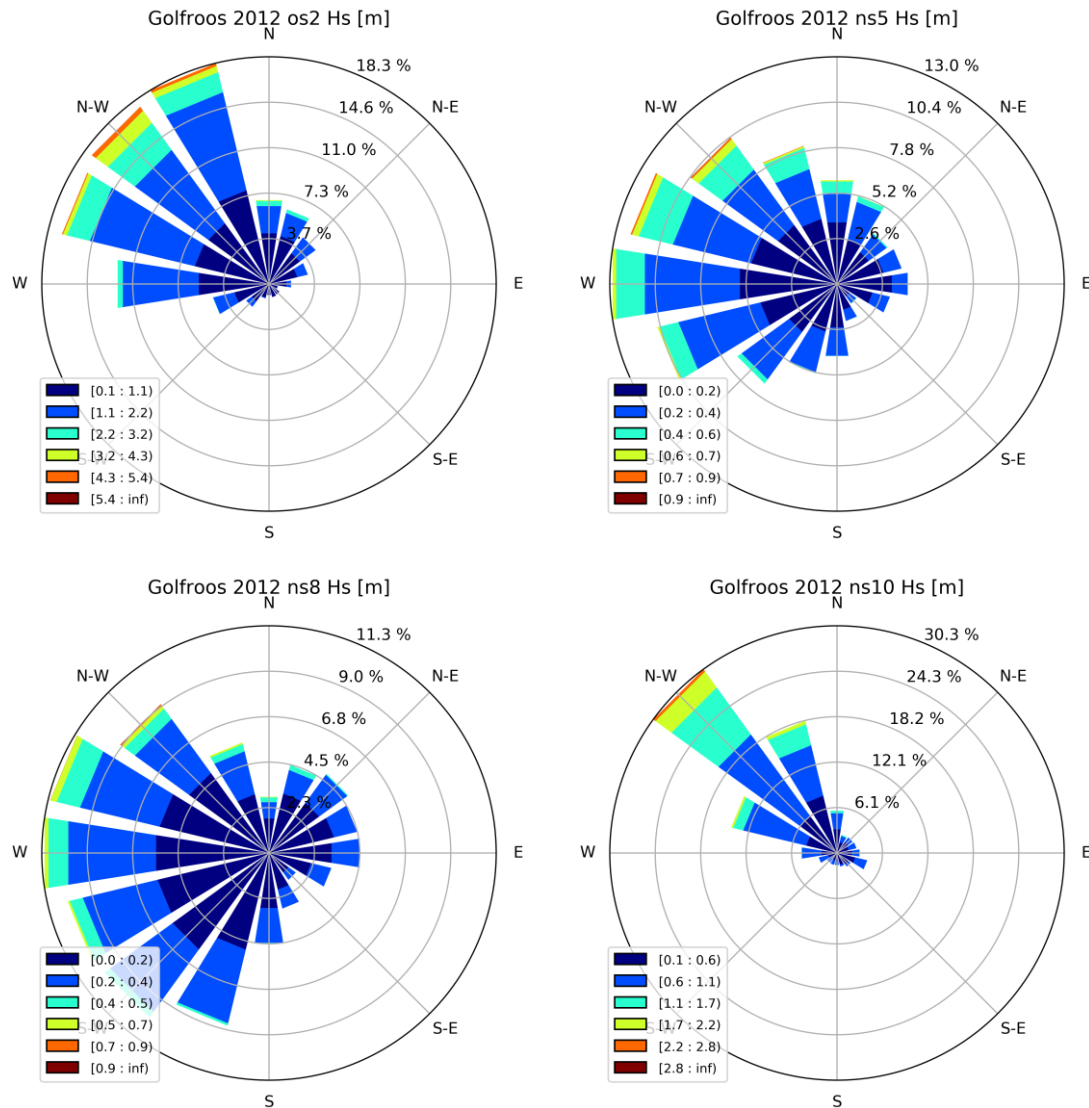 Golfroos 2012 os2 Hs [m]
N
18.3 %
N-W
N-E
14.6 %
11.0 %
7.3 %
3.7 %
W
E
[0.1 : 1.1)
[1.1 : 2.2)
[2.2 : 3.2)
[3.2 : 4.3)
S-W
S-E
[4.3 : 5.4)
[5.4 : inf)
S
Golfroos 2012 ns5 Hs [m]
N
13.0 %
N-W
N-E
10.4 %
7.8 %
5.2 %
2.6 %
W
E
[0.0 : 0.2)
[0.2 : 0.4)
[0.4 : 0.6)
[0.6 : 0.7)
S-W
S-E
[0.7 : 0.9)
[0.9 : inf)
S
Golfroos 2012 ns8 Hs [m]
N
11.3 %
N-W
N-E
9.0 %
6.8 %
4.5 %
2.3 %
W
E
[0.0 : 0.2)
[0.2 : 0.4)
[0.4 : 0.5)
[0.5 : 0.7)
S-W
S-E
[0.7 : 0.9)
[0.9 : inf)
S
Golfroos 2012 ns10 Hs [m]
N
30.3 %
N-W
N-E
24.3 %
18.2 %
12.1 %
6.1 %
W
E
[0.1 : 0.6)
[0.6 : 1.1)
[1.1 : 1.7)
[1.7 : 2.2)
S-W
S-E
[2.2 : 2.8)
[2.8 : inf)
S